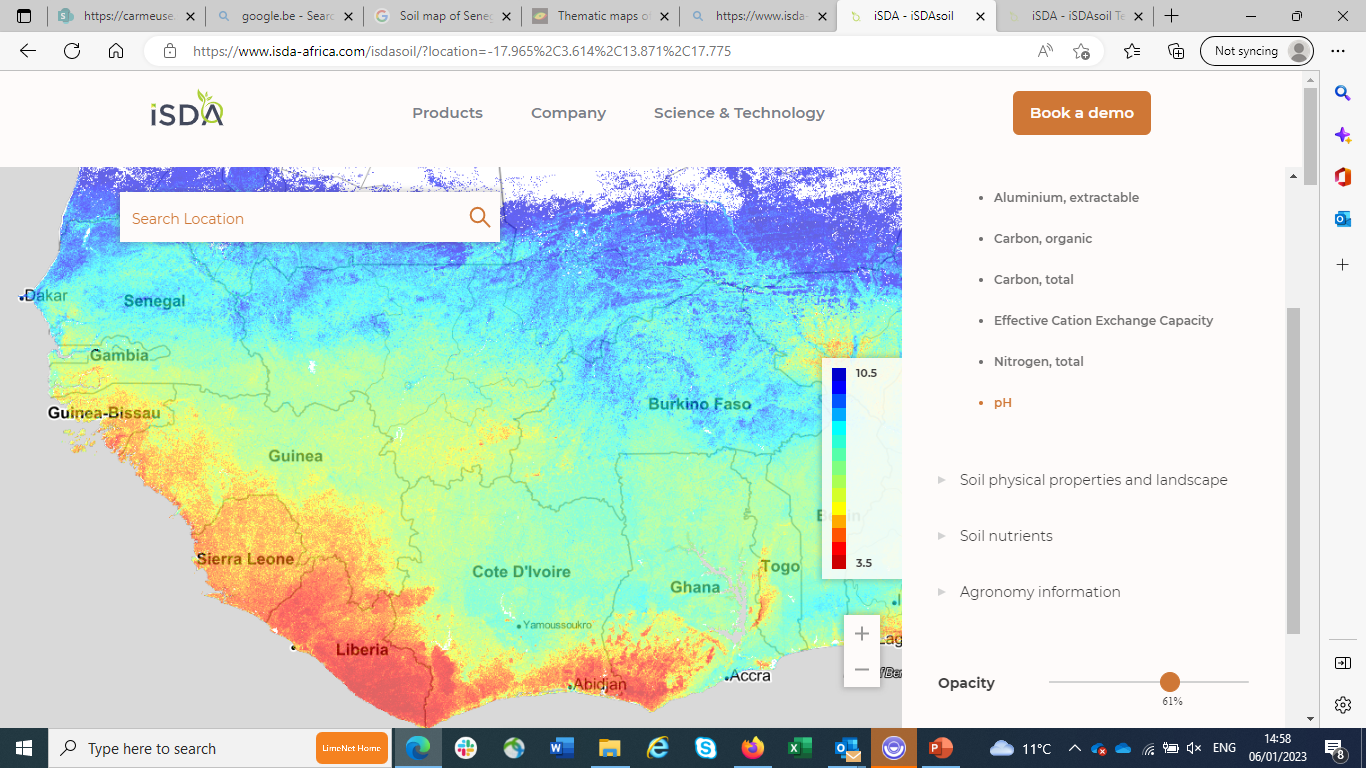 https://carmeuse.
google.be - Searc
Soil map of Seneg
Thematic maps of
https://www.isda-
iSDA - iSDAsoil
iSDA - iSDAsoil Te
https://www.isda-africa.com/isdasoil/?location=-17.965%2C3.614%2C13.871%2C17.775
Not syncing
iSDA
Products
Company
Science & Technology
Book a demo
Search Location
Dakar
Senegal
Gambia
Guinea-Bissau
Guinea
Burkino Faso
Sierra Leone
Cote D'Ivoire
Yamoussoukro
Ghana
Togo
Benin
Liberia
Abidjan
Accra
Lag
10.5
3.5
+
−
Aluminium, extractable
Carbon, organic
Carbon, total
Effective Cation Exchange Capacity
Nitrogen, total
pH
Soil physical properties and landscape
Soil nutrients
Agronomy information
Opacity
61%
Type here to search
LimeNet Home
11°C
ENG
14:58
06/01/2023
8